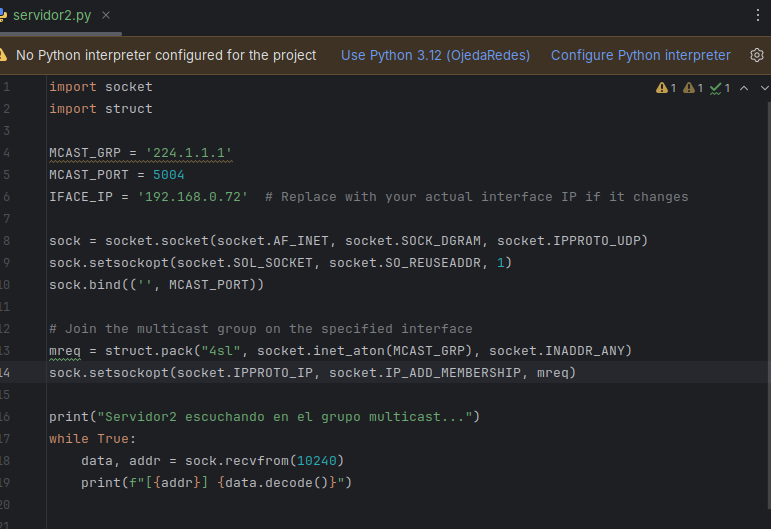 servidor2.py
No Python interpreter configured for the project Use Python 3.12 (OjedaRedes) Configure Python interpreter
1 import socket 1 1 1
2 import struct
3
4 MCAST_GRP = '224.1.1.1'
5 MCAST_PORT = 5004
6 IFACE_IP = '192.168.0.72'  # Replace with your actual interface IP if it changes
7
8 sock = socket.socket(socket.AF_INET, socket.SOCK_DGRAM, socket.IPPROTO_UDP)
9 sock.setsockopt(socket.SOL_SOCKET, socket.SO_REUSEADDR, 1)
10 sock.bind(('', MCAST_PORT))
11
12 # Join the multicast group on the specified interface
13 mreq = struct.pack("4sl", socket.inet_aton(MCAST_GRP), socket.INADDR_ANY)
14 sock.setsockopt(socket.IPPROTO_IP, socket.IP_ADD_MEMBERSHIP, mreq)
15
16 print("Servidor2 escuchando en el grupo multicast...")
17 while True:
18     data, addr = sock.recvfrom(10240)
19     print(f"[{addr}] {data.decode()}")
20
21